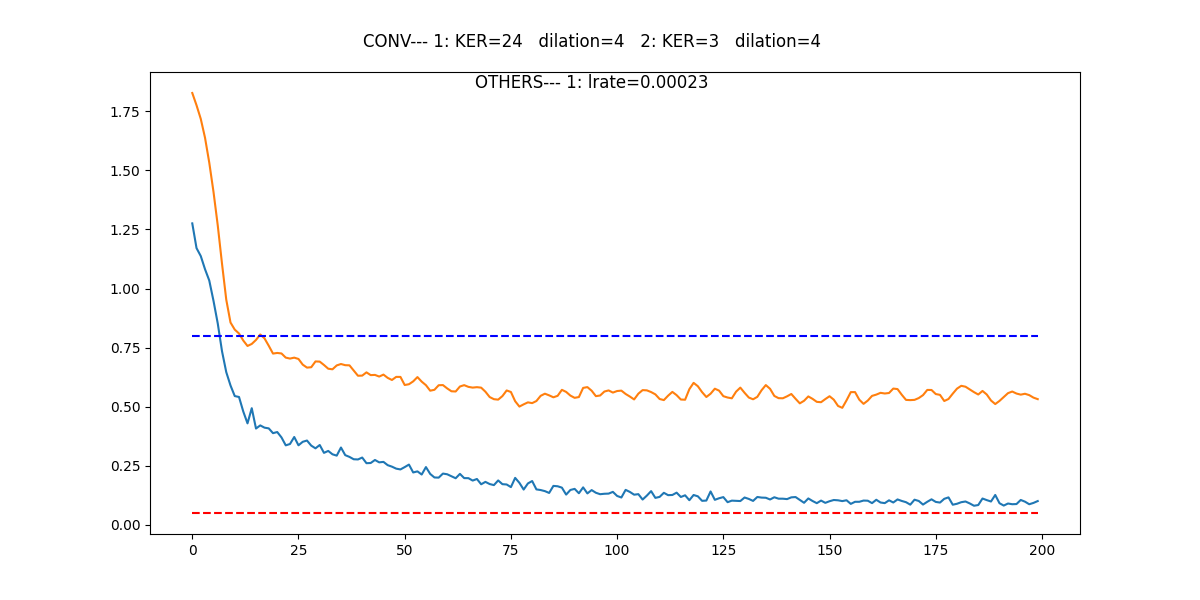 CONV--- 1: KER=24   dilation=4   2: KER=3   dilation=4
OTHERS--- 1: lrate=0.00023
1.75
1.50
1.25
1.00
0.75
0.50
0.25
0.00
0 25 50 75 100 125 150 175 200